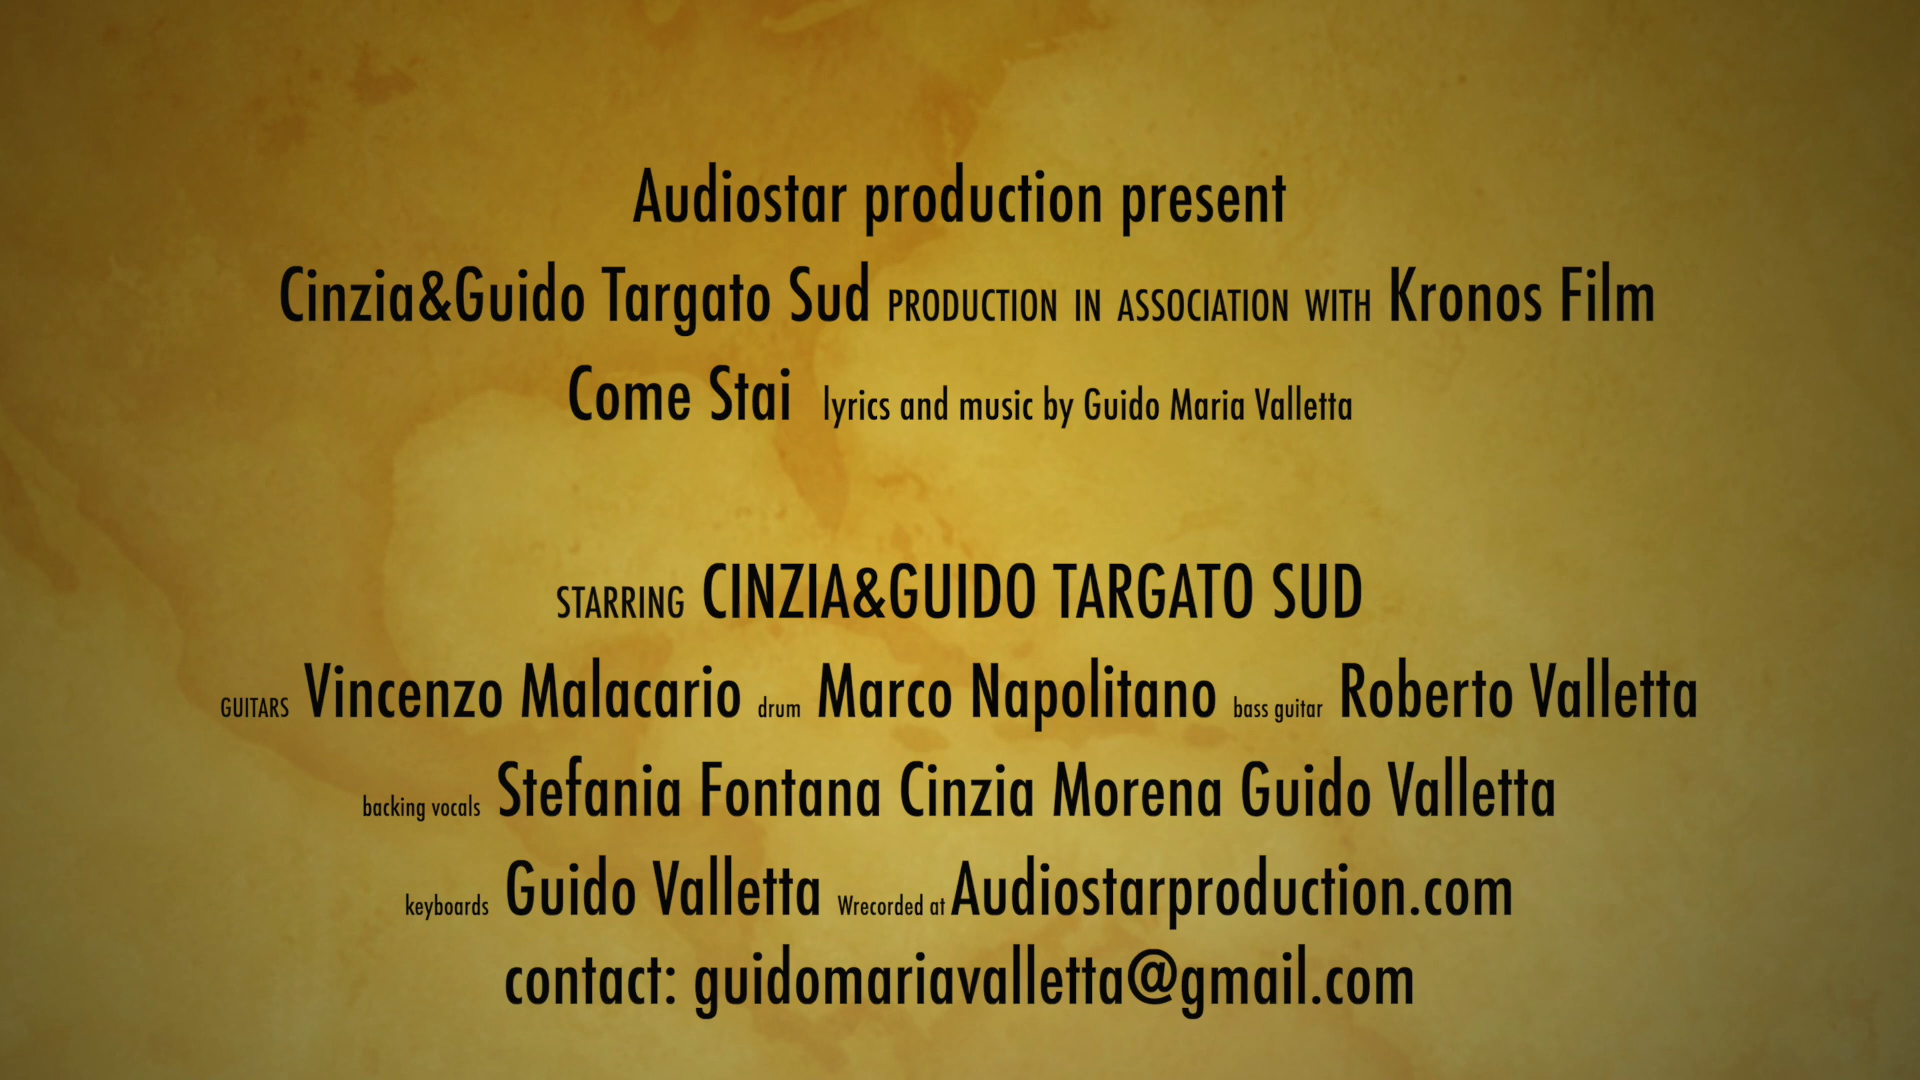 Audiostar production present
Cinzia&Guido Targato Sud PRODUCTION IN ASSOCIATION WITH Kronos Film
Come Stai lyrics and music by Guido Maria Valletta
STARRING CINZIA&GUIDO TARGATO SUD
GUITARS Vincenzo Malacario drum Marco Napolitano bass guitar Roberto Valletta
backing vocals Stefania Fontana Cinzia Morena Guido Valletta
keyboards Guido Valletta Wrecorded at Audiostarproduction.com
contact: guidomariavalletta@gmail.com